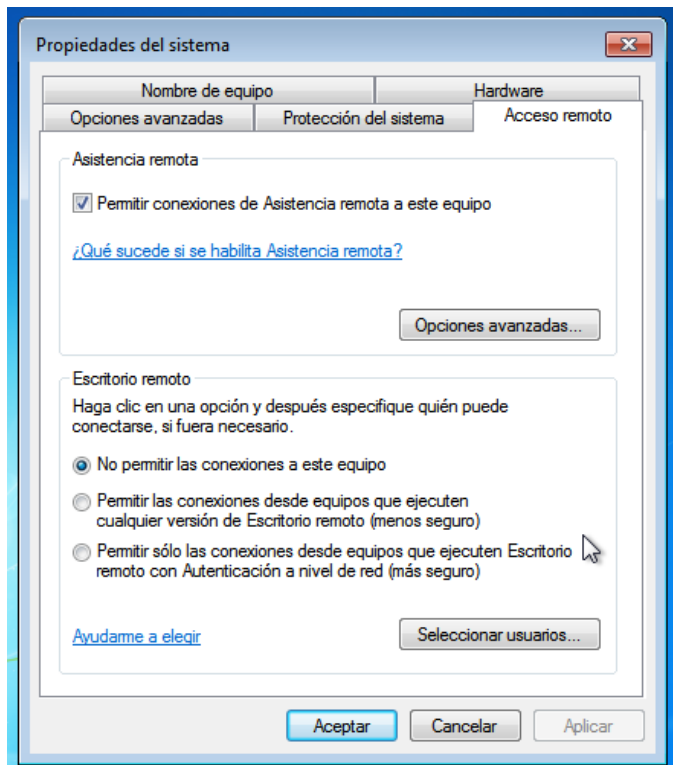 Propiedades del sistema
Nombre de equipo
Hardware
Opciones avanzadas
Protección del sistema
Acceso remoto
Asistencia remota
Permitir conexiones de Asistencia remota a este equipo
¿Qué sucede si se habilita Asistencia remota?
Opciones avanzadas...
Escritorio remoto
Haga clic en una opción y después especifique quién puede
conectarse, si fuera necesario.
No permitir las conexiones a este equipo
Permitir las conexiones desde equipos que ejecuten
cualquier versión de Escritorio remoto (menos seguro)
Permitir sólo las conexiones desde equipos que ejecuten Escritorio
remoto con Autenticación a nivel de red (más seguro)
Ayudarme a elegir
Seleccionar usuarios...
Aceptar
Cancelar
Aplicar